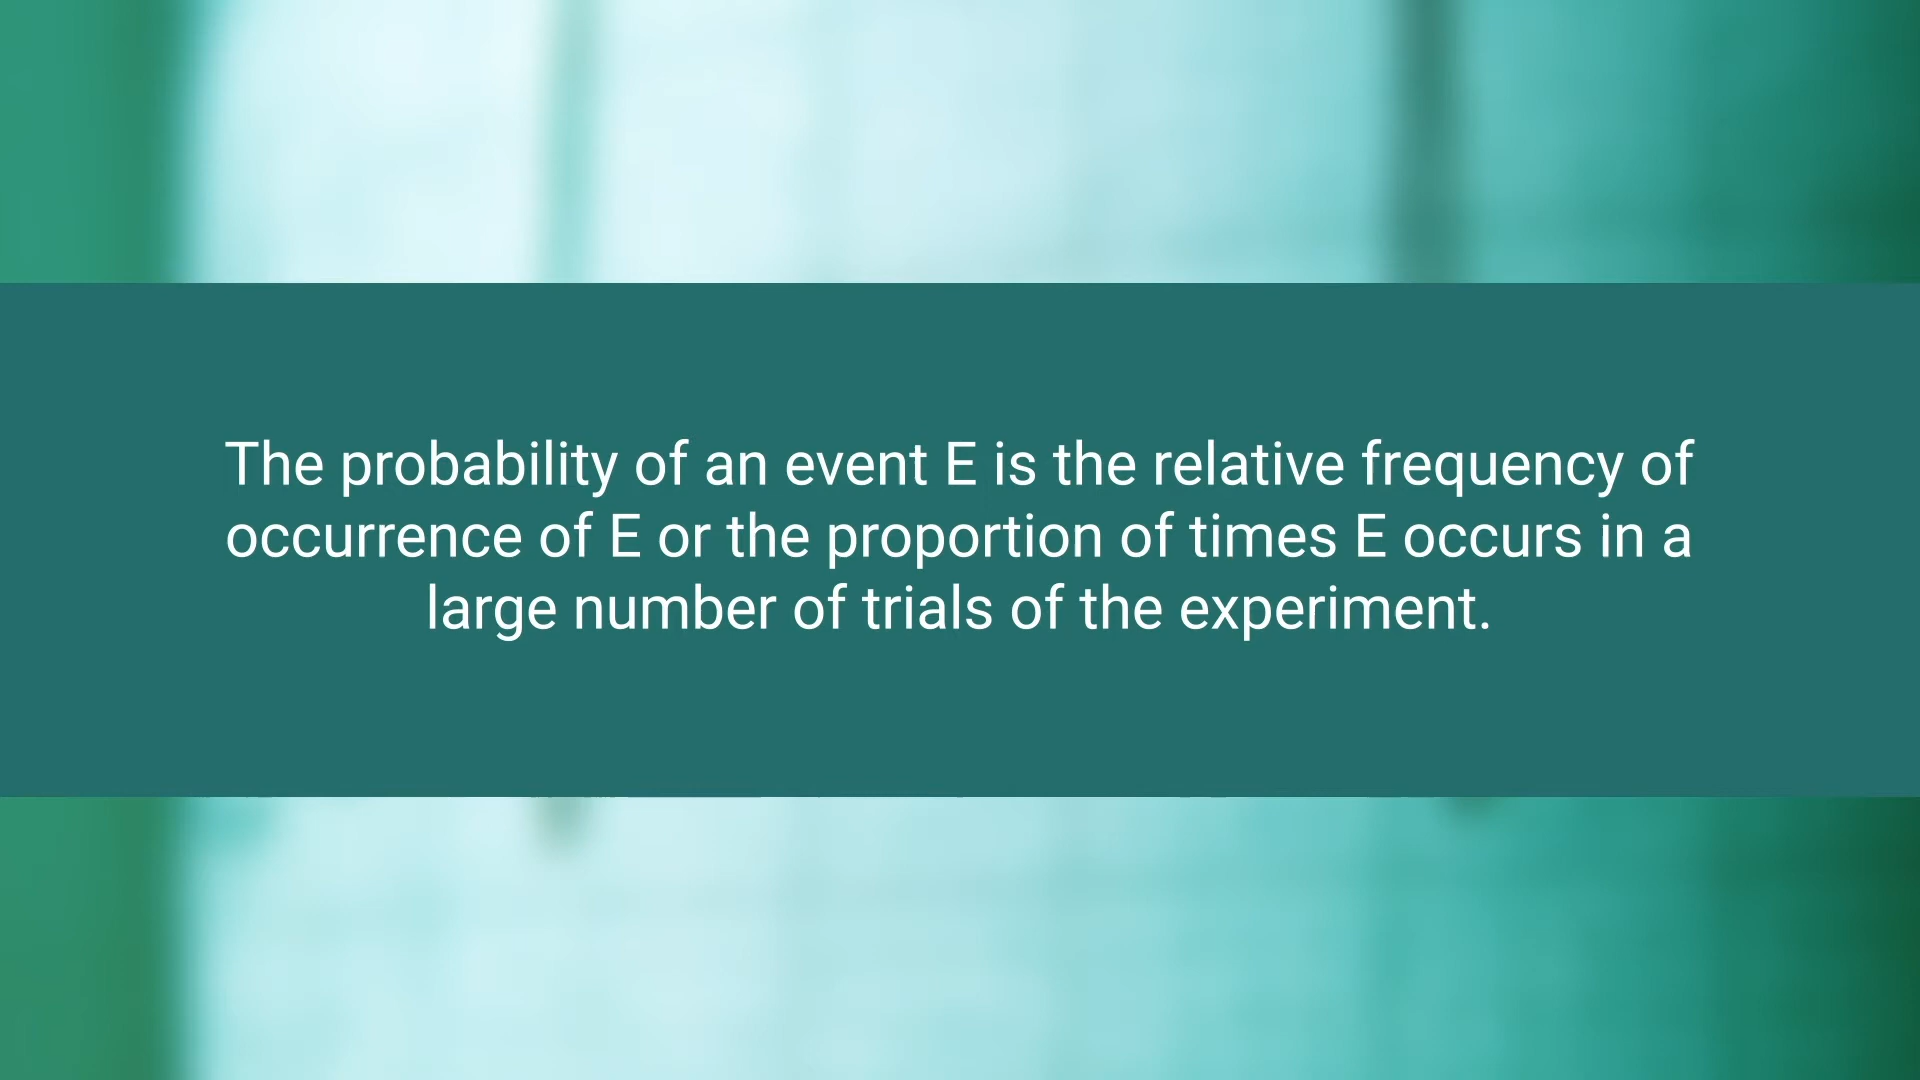 The probability of an event E is the relative frequency of
occurrence of E or the proportion of times E occurs in a
large number of trials of the experiment.